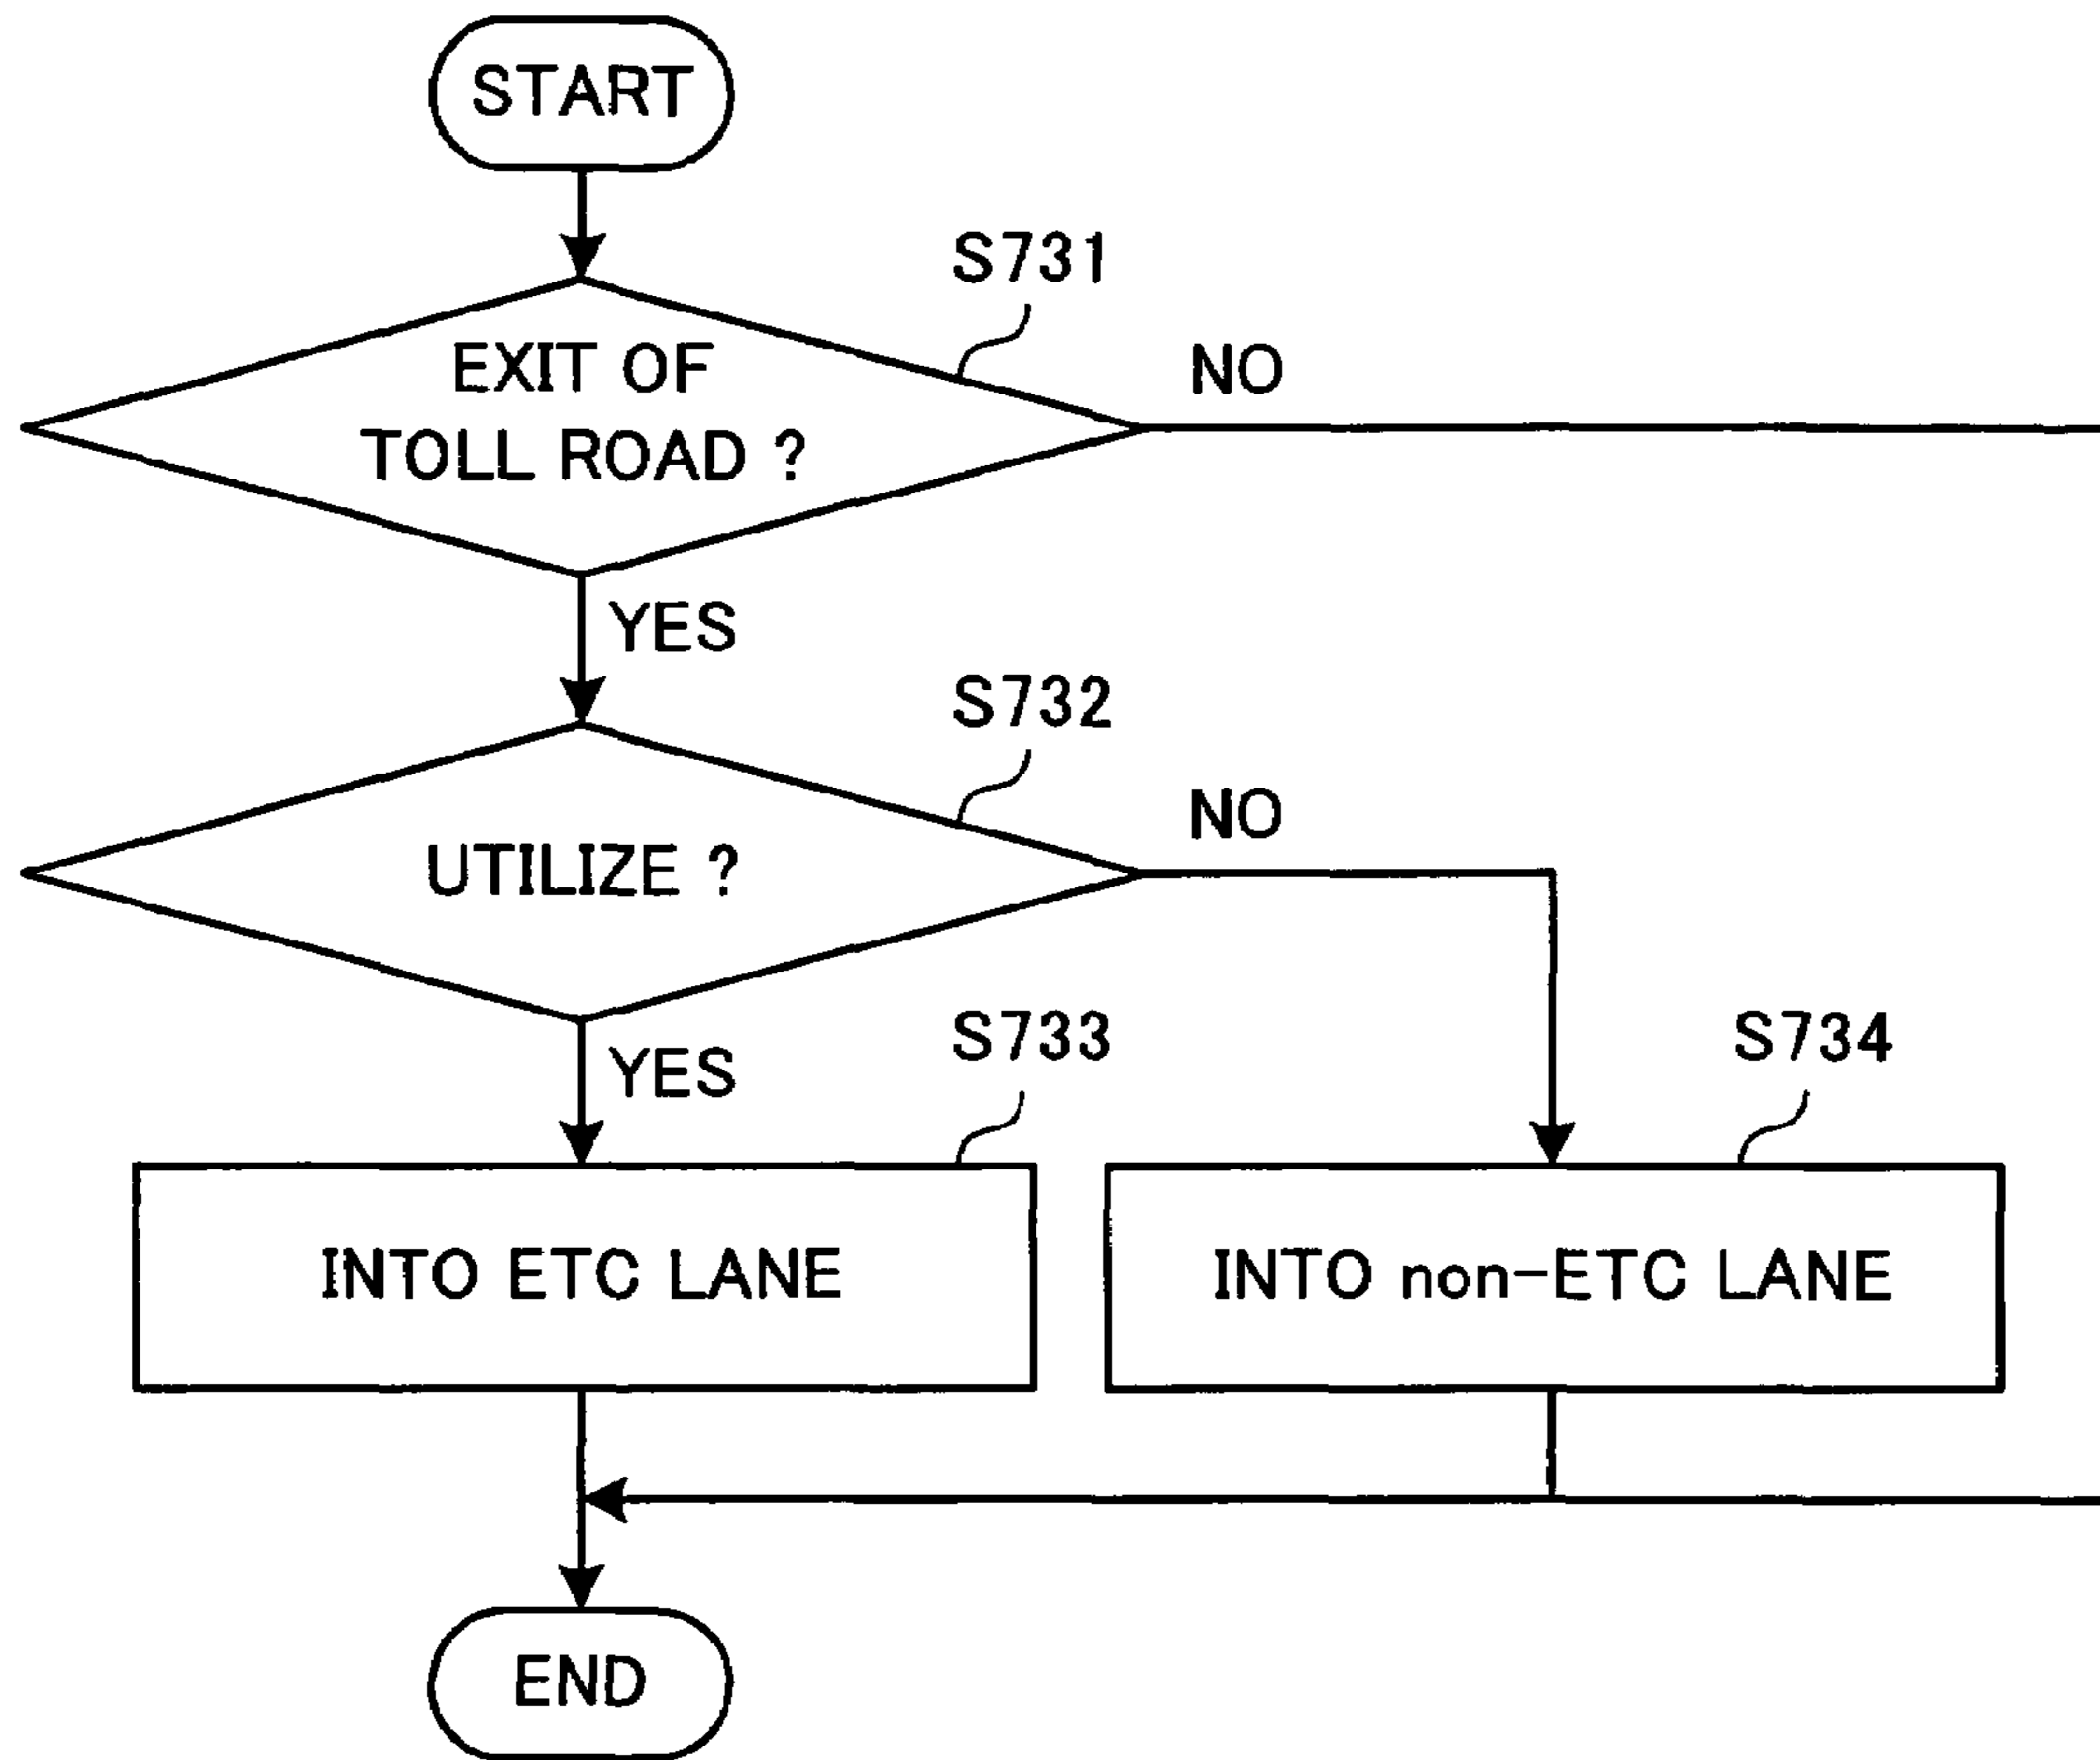 START
S731
EXIT OF
TOLL ROAD ?
NO
YES
S732
UTILIZE ?
NO
YES
S733
S734
INTO ETC LANE
INTO non-ETC LANE
END